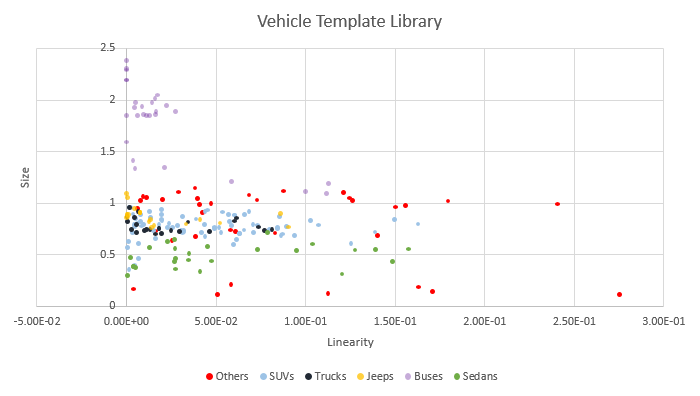 Vehicle Template Library
2.5
2
1.5
1
0.5
0
Size
-5.00E-02 0.00E+00 5.00E-02 1.00E-01 1.50E-01 2.00E-01 2.50E-01 3.00E-01
Linearity
Others SUVs Trucks Jeeps Buses Sedans